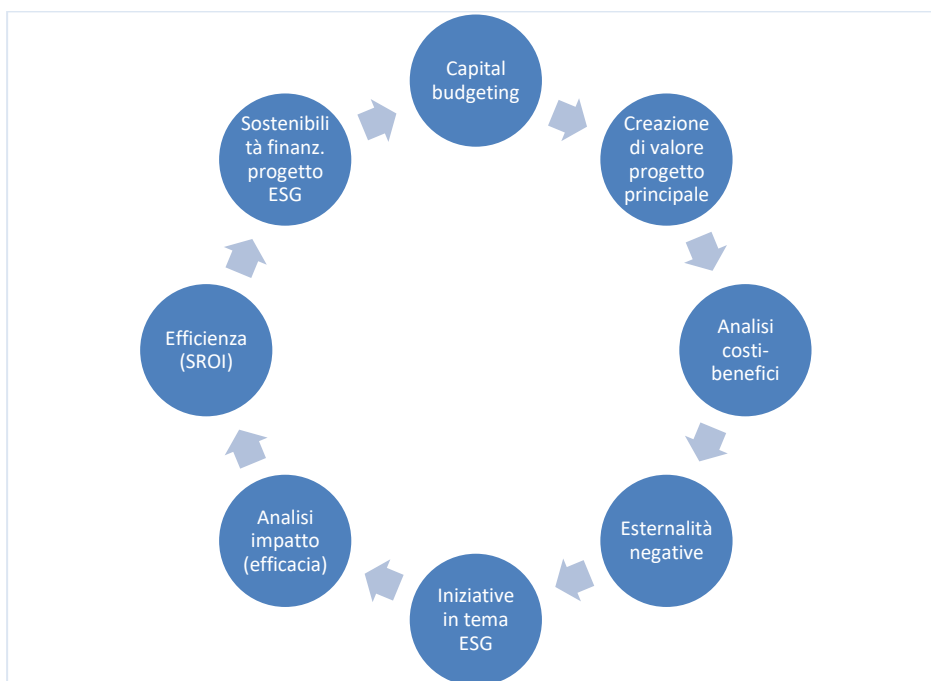 Capital
budgeting
Creazione
di valore
progetto
principale
Analisi
costi-
benefici
Esternalità
negative
Iniziative
in tema
ESG
Analisi
impatto
(efficacia)
Efficienza
(SROI)
Sostenibili
tà finanz.
progetto
ESG